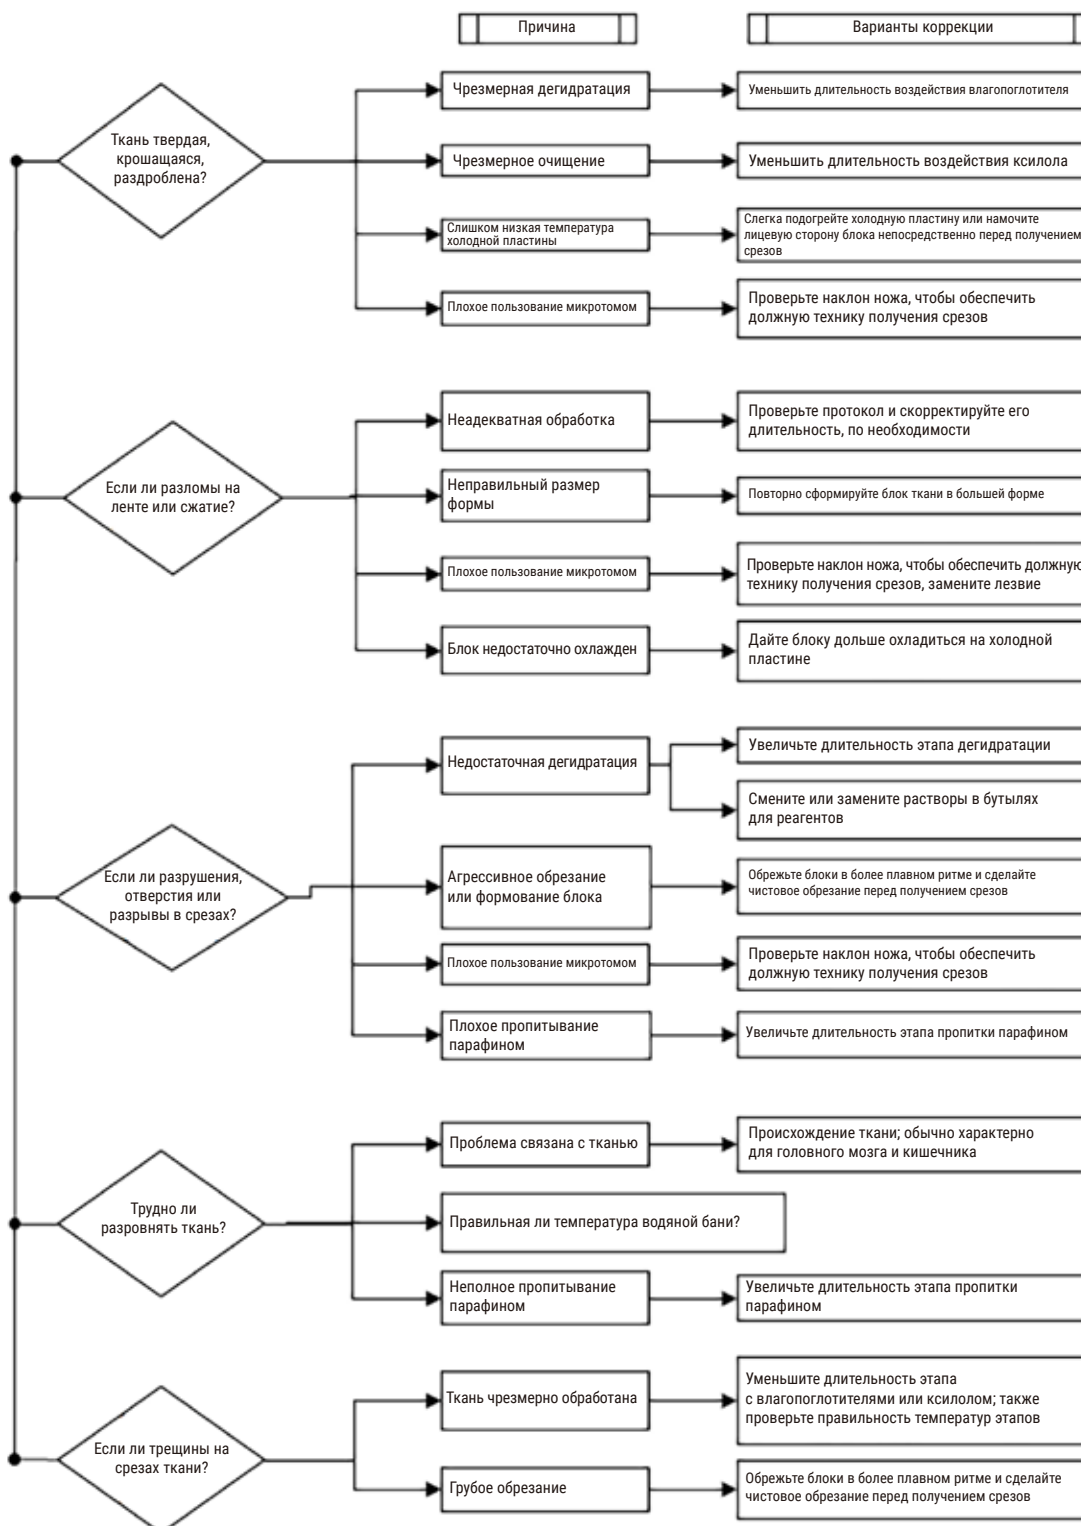 Причина
Варианты коррекции
Ткань твердая,
крошащаяся,
раздроблена?
Чрезмерная дегидратация
Уменьшить длительность воздействия влагопоглотителя
Чрезмерное очищение
Уменьшить длительность воздействия ксилола
Слишком низкая температура
холодной пластины
Слегка подогрейте холодную пластину или намочите
лицевую сторону блока непосредственно перед получением
срезов
Плохое пользование микротомом
Проверьте наклон ножа, чтобы обеспечить
должную технику получения срезов
Если ли разломы на
ленте или сжатие?
Неадекватная обработка
Проверьте протокол и скорректируйте его
длительность, по необходимости
Неправильный размер
формы
Повторно сформируйте блок ткани в большей форме
Плохое пользование микротомом
Проверьте наклон ножа, чтобы обеспечить должную
технику получения срезов, замените лезвие
Блок недостаточно охлажден
Дайте блоку дольше охладиться на холодной
пластине
Если ли разрушения,
отверстия или
разрывы в срезах?
Недостаточная дегидратация
Увеличьте длительность этапа дегидратации
Смените или замените растворы в бутылях
для реагентов
Агрессивное обрезание
или формование блока
Обрежьте блоки в более плавном ритме и сделайте
чистовое обрезание перед получением срезов
Плохое пользование микротомом
Проверьте наклон ножа, чтобы обеспечить
должную технику получения срезов
Плохое пропитывание
парафином
Увеличьте длительность этапа пропитки парафином
Трудно ли
разровнять ткань?
Проблема связана с тканью
Происхождение ткани; обычно характерно
для головного мозга и кишечника
Правильная ли температура водяной бани?
Неполное пропитывание
парафином
Увеличьте длительность этапа пропитки
парафином
Если ли трещины на
срезах ткани?
Ткань чрезмерно обработана
Уменьшите длительность этапа
с влагопоглотителями или ксилолом; также
проверьте правильность температур этапов
Грубое обрезание
Обрежьте блоки в более плавном ритме и сделайте
чистовое обрезание перед получением срезов